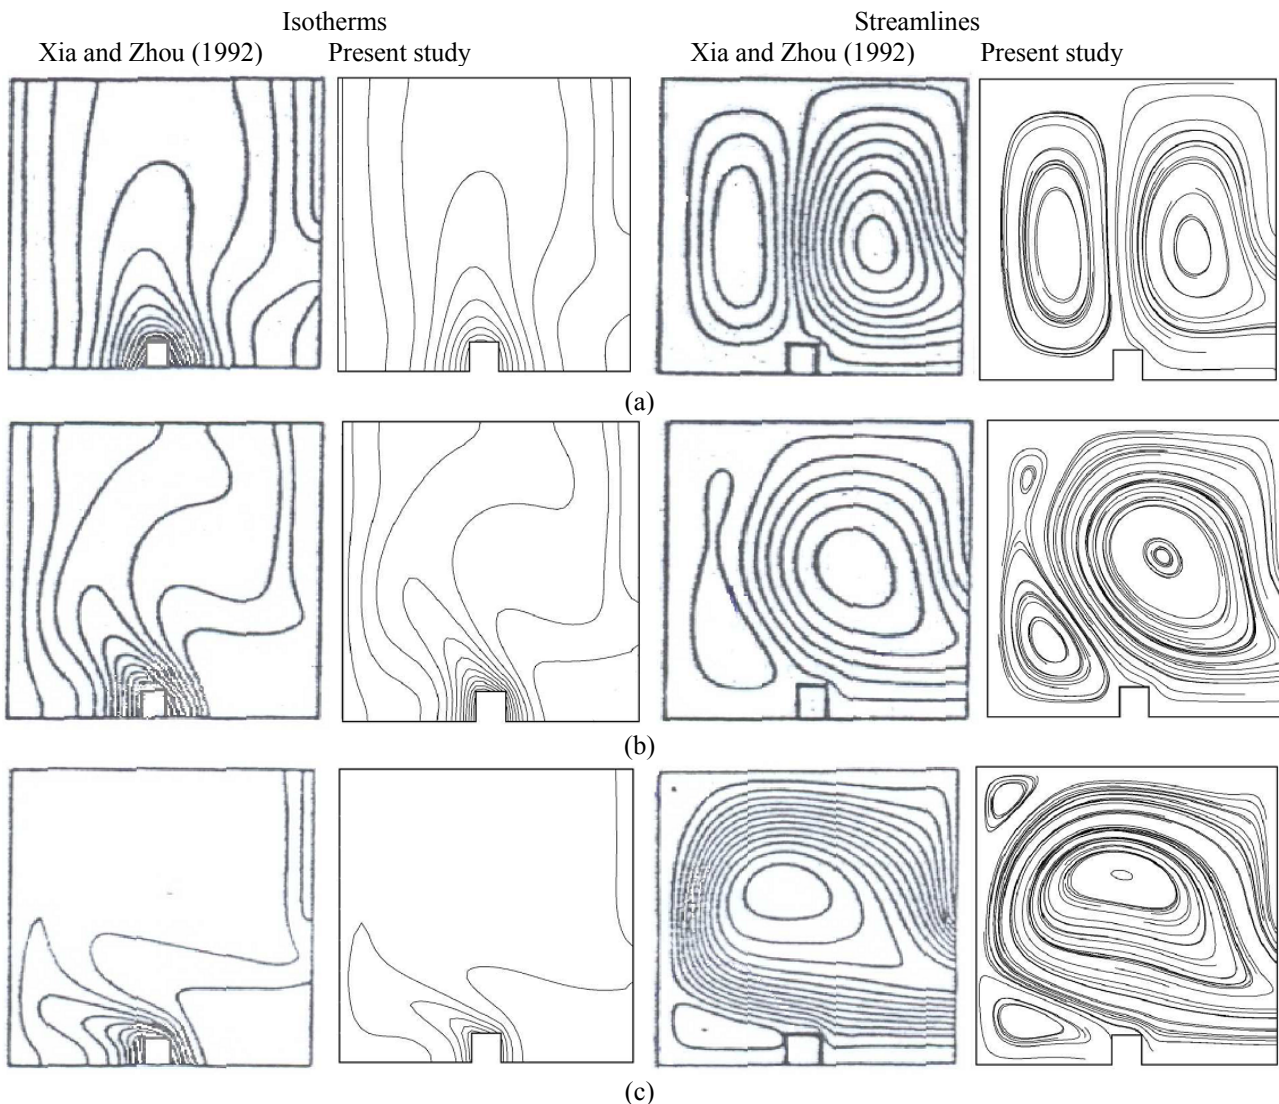 Isotherms Streamlines
Xia and Zhou (1992) Present study Xia and Zhou (1992) Present study
(a)
(b)
(c)